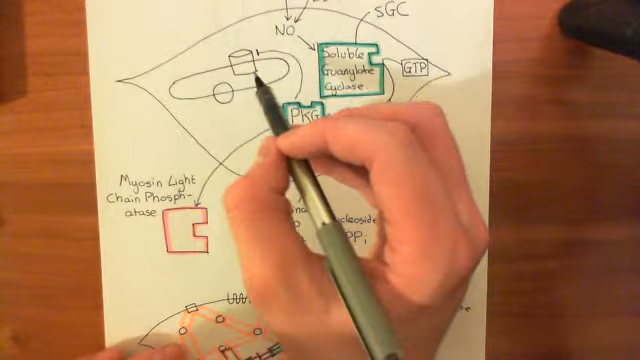 sGC
NO
Soluble
Guanylate
Cyclase
GTP
PKG
Myosin Light
Chain Phosph-
atase